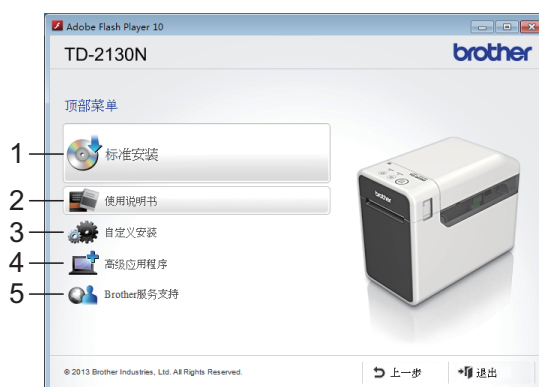 Adobe Flash Player 10
TD-2130N
brother
顶部菜单
1 标准安装
2 使用说明书
3 自定义安装
4 高级应用程序
5 Brother服务支持
brother
© 2013 Brother Industries, Ltd. All Rights Reserved.
上一步
退出